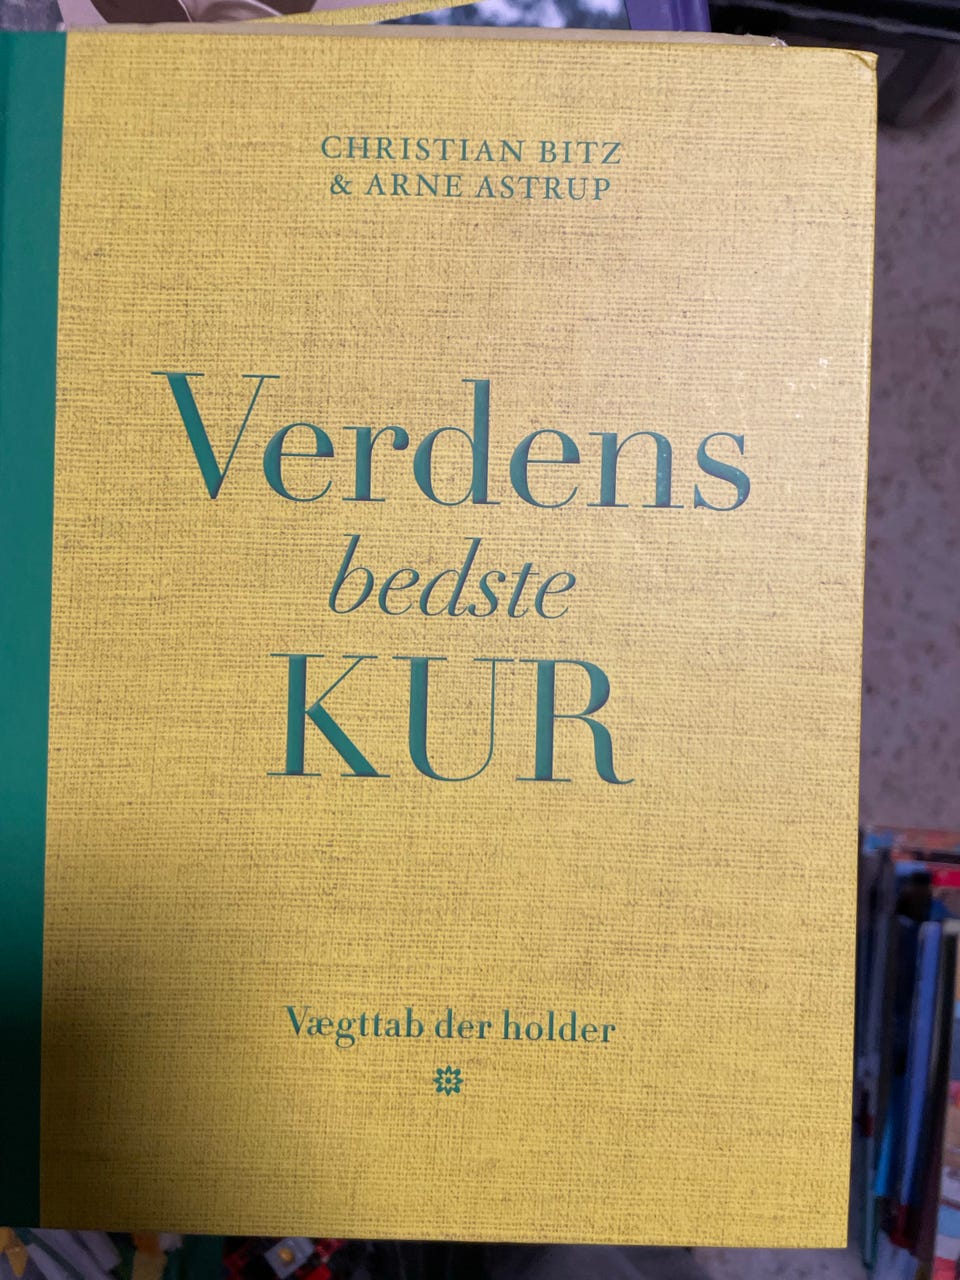 CHRISTIAN BITZ
& ARNE ASTRUP
Verdens
bedste
KUR
Vægttab der holder